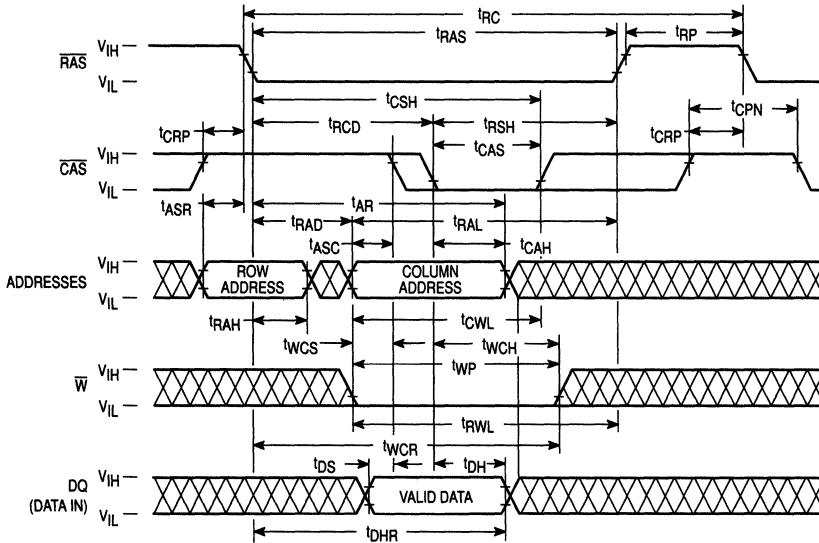 tRC
tRAS
tRP
RAS
VIH
VIL
tCSH
tCPN
tCRP
tRCD
tRSH
tCRP
tCAS
CAS
VIH
VIL
tASR
tAR
tRAD
tRAL
tASC
tCAH
ADDRESSES
VIH
VIL
ROW
ADDRESS
COLUMN
ADDRESS
tRAH
tCWL
tWCS
tWCH
tWP
W
VIH
VIL
tRWL
tWCR
tDS
tDH
DQ
(DATA IN)
VIH
VIL
VALID DATA
tDHR